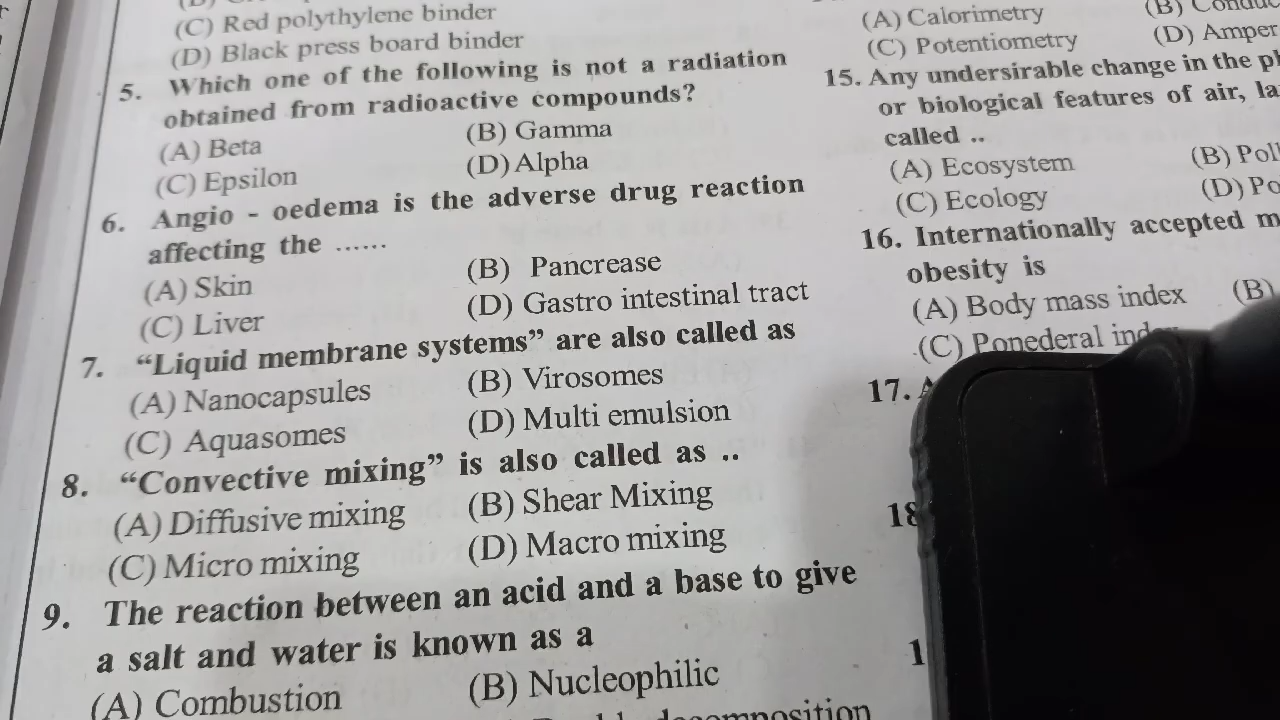 (C) Red polythylene binder
(D) Black press board binder
5. Which one of the following is not a radiation
obtained from radioactive compounds?
(A) Beta (B) Gamma
(C) Epsilon (D) Alpha
6. Angio - oedema is the adverse drug reaction
affecting the ......
(A) Skin (B) Pancrease
(C) Liver (D) Gastro intestinal tract
7. “Liquid membrane systems” are also called as
(A) Nanocapsules (B) Virosomes
(C) Aquasomes (D) Multi emulsion
8. “Convective mixing” is also called as ..
(A) Diffusive mixing (B) Shear Mixing
(C) Micro mixing (D) Macro mixing
9. The reaction between an acid and a base to give
a salt and water is known as a
(A) Combustion (B) Nucleophilic
(A) Calorimetry (B)
(C) Potentiometry (D)
15. Any undersirable change in the
or biological features of air,
called ..
(A) Ecosystem (B)
(C) Ecology (D)
16. Internationally accepted
obesity is
(A) Body mass index (B)
(C) Ponederal
17.
18